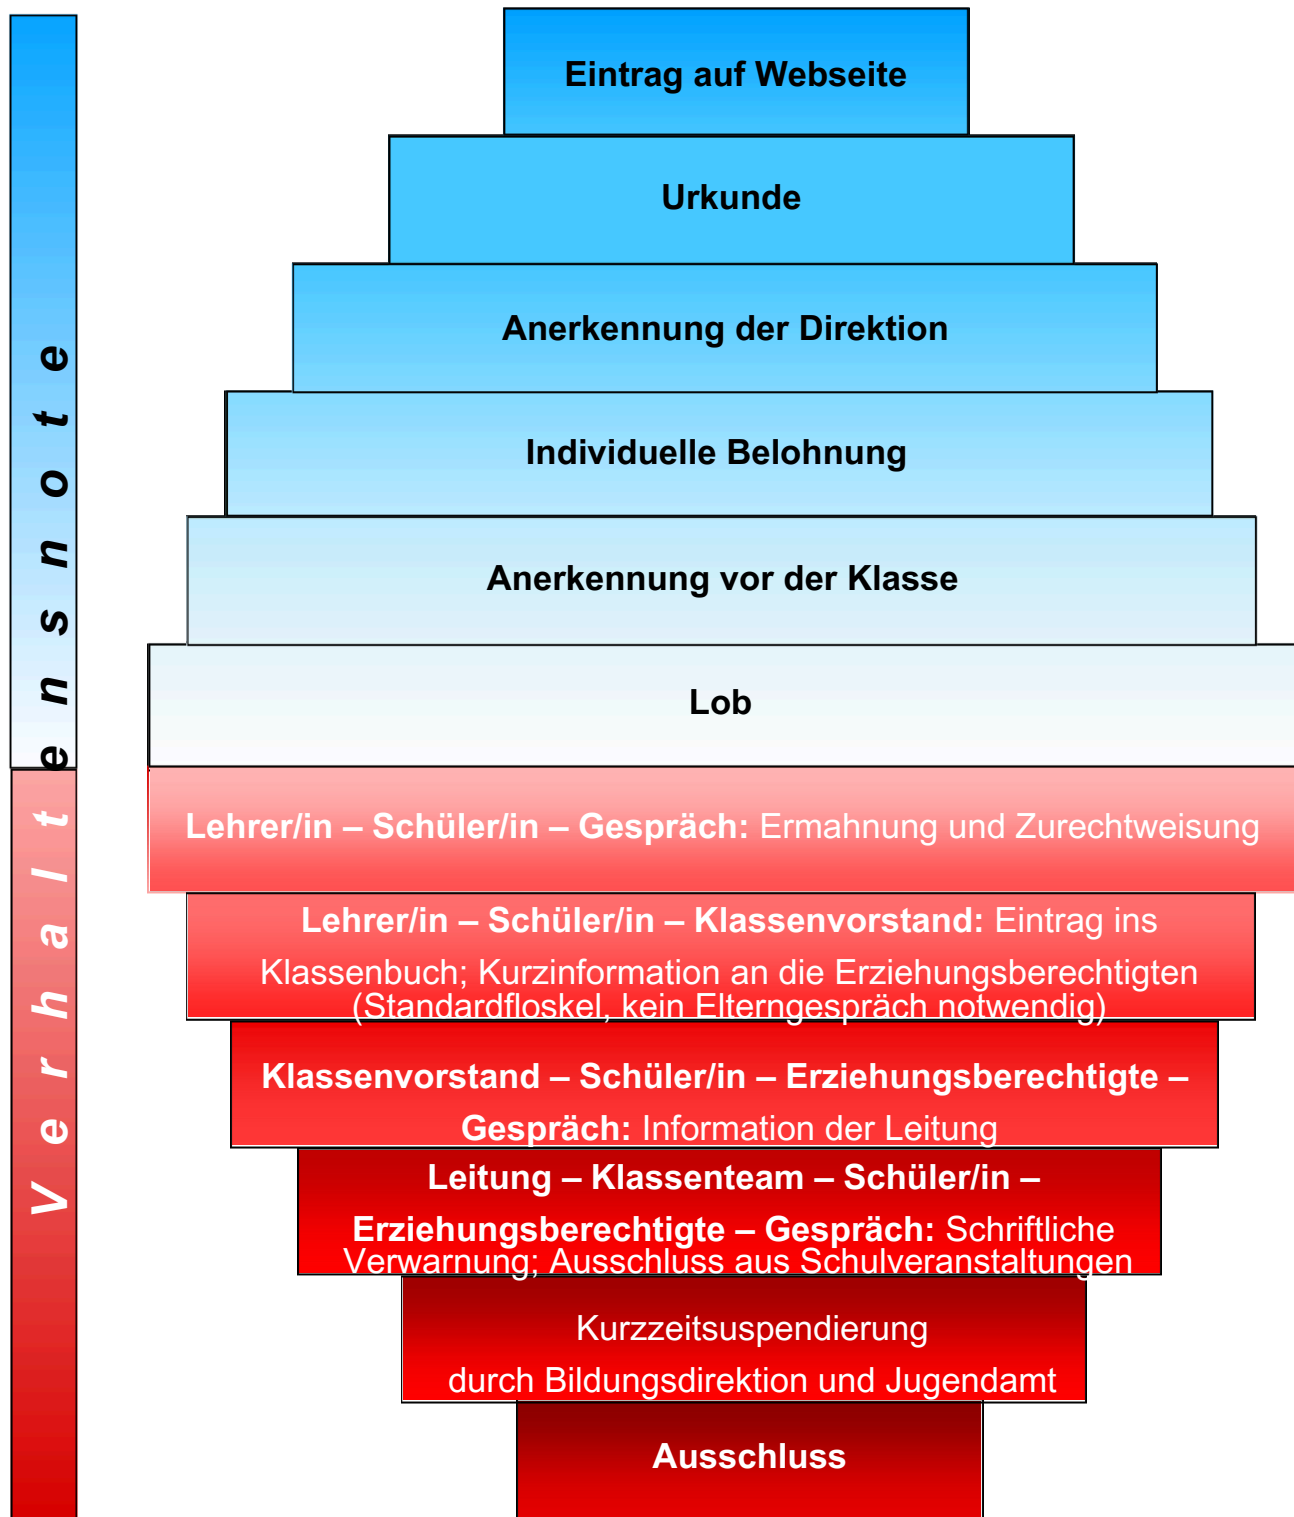 Eintrag auf Webseite
Urkunde
Anerkennung der Direktion
Individuelle Belohnung
Anerkennung vor der Klasse
Lob
Lehrer/in – Schüler/in – Gespräch: Ermahnung und Zurechtweisung
Lehrer/in – Schüler/in – Klassenvorstand: Eintrag ins
Klassenbuch; Kurzinformation an die Erziehungsberechtigten
(Standardfloskel, kein Elterngespräch notwendig)
Klassenvorstand – Schüler/in – Erziehungsberechtigte –
Gespräch: Information der Leitung
Leitung – Klassenteam – Schüler/in –
Erziehungsberechtigte – Gespräch: Schriftliche
Verwarnung; Ausschluss aus Schulveranstaltungen
Kurzzeitsuspendierung
durch Bildungsdirektion und Jugendamt
Ausschluss
Verhaltensnote